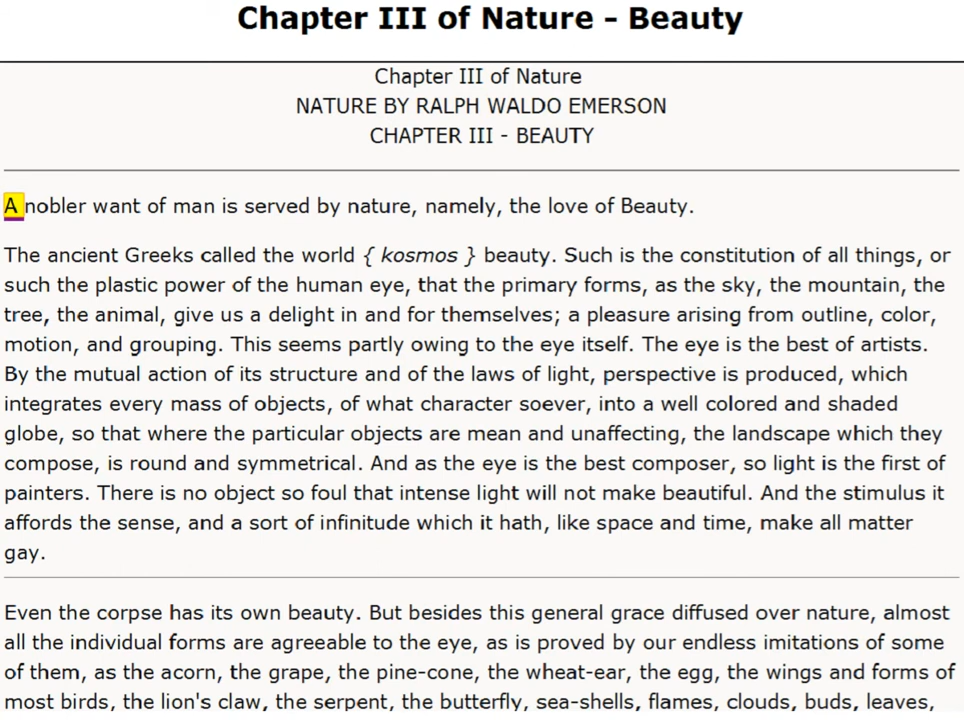 Chapter III of Nature - Beauty
Chapter III of Nature
NATURE BY RALPH WALDO EMERSON
CHAPTER III - BEAUTY
A nobler want of man is served by nature, namely, the love of Beauty.
The ancient Greeks called the world { kosmos } beauty. Such is the constitution of all things, or
such the plastic power of the human eye, that the primary forms, as the sky, the mountain, the
tree, the animal, give us a delight in and for themselves; a pleasure arising from outline, color,
motion, and grouping. This seems partly owing to the eye itself. The eye is the best of artists.
By the mutual action of its structure and of the laws of light, perspective is produced, which
integrates every mass of objects, of what character soever, into a well colored and shaded
globe, so that where the particular objects are mean and unaffecting, the landscape which they
compose, is round and symmetrical. And as the eye is the best composer, so light is the first of
painters. There is no object so foul that intense light will not make beautiful. And the stimulus it
affords the sense, and a sort of infinitude which it hath, like space and time, make all matter
gay.
Even the corpse has its own beauty. But besides this general grace diffused over nature, almost
all the individual forms are agreeable to the eye, as is proved by our endless imitations of some
of them, as the acorn, the grape, the pine-cone, the wheat-ear, the egg, the wings and forms of
most birds, the lion's claw, the serpent, the butterfly, sea-shells, flames, clouds, buds, leaves,